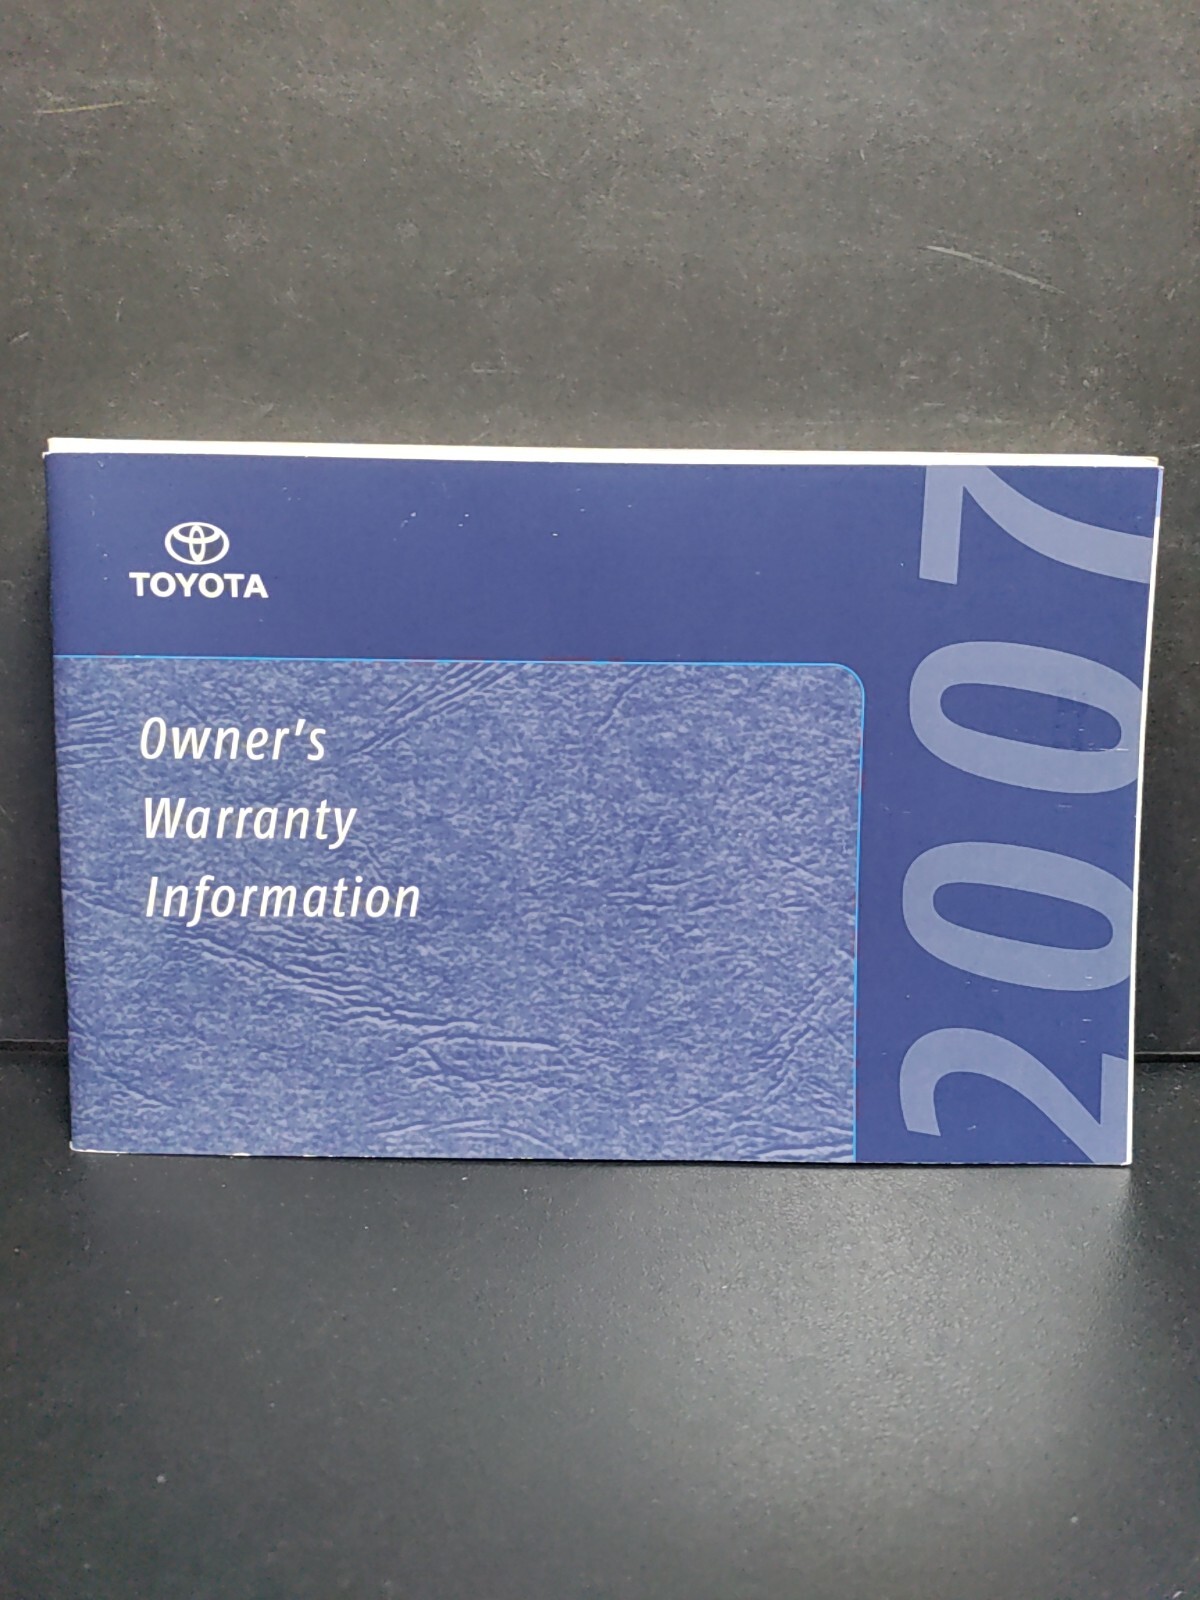 TOYOTA
Owner's
Warranty
Information
2007